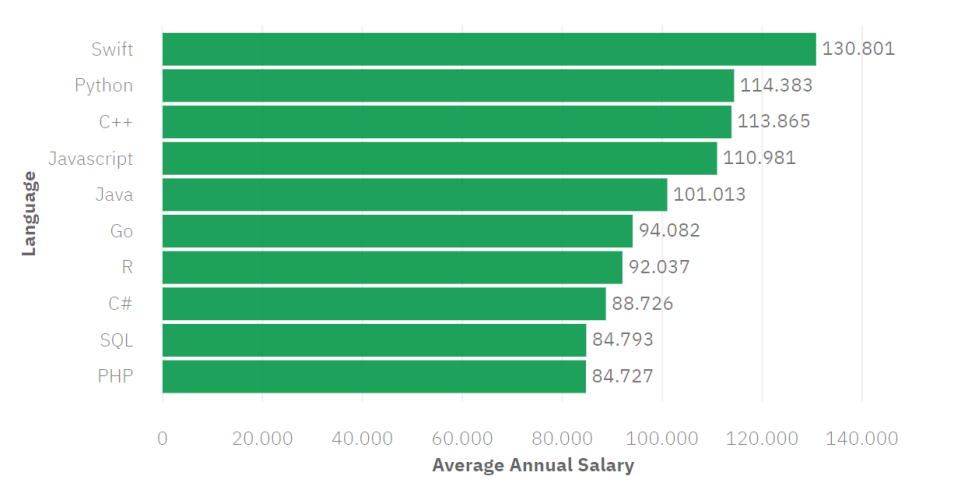 Swift 130.801
Python 114.383
C++ 113.865
Javascript 110.981
Java 101.013
Go 94.082
R 92.037
C# 88.726
SQL 84.793
PHP 84.727
Language
0 20.000 40.000 60.000 80.000 100.000 120.000 140.000
Average Annual Salary